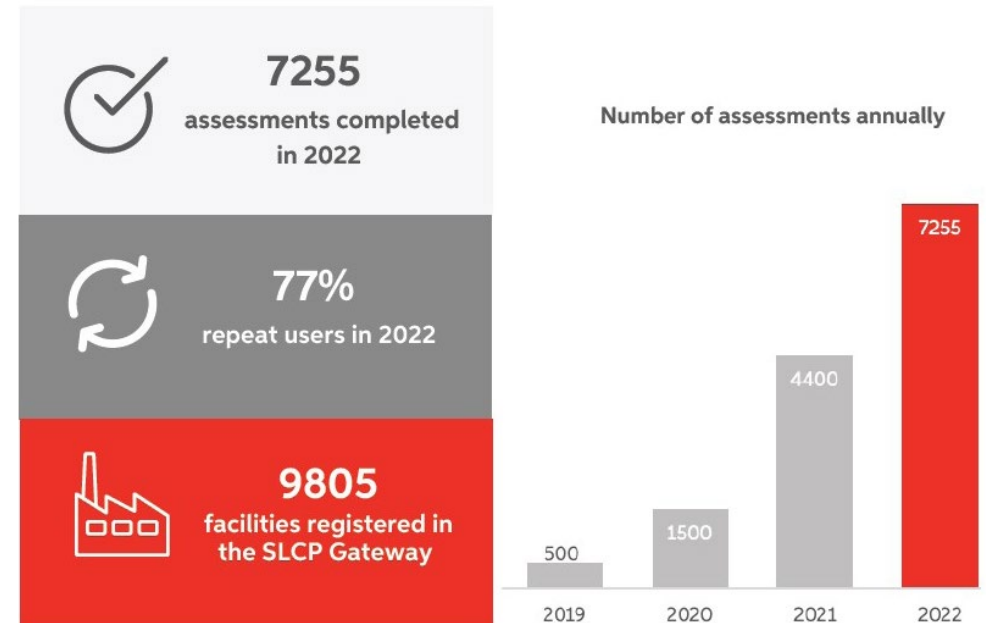 7255
assessments completed
in 2022
77%
repeat users in 2022
9805
facilities registered in
the SLCP Gateway
Number of assessments annually
7255
4400
1500
500
2019 2020 2021 2022